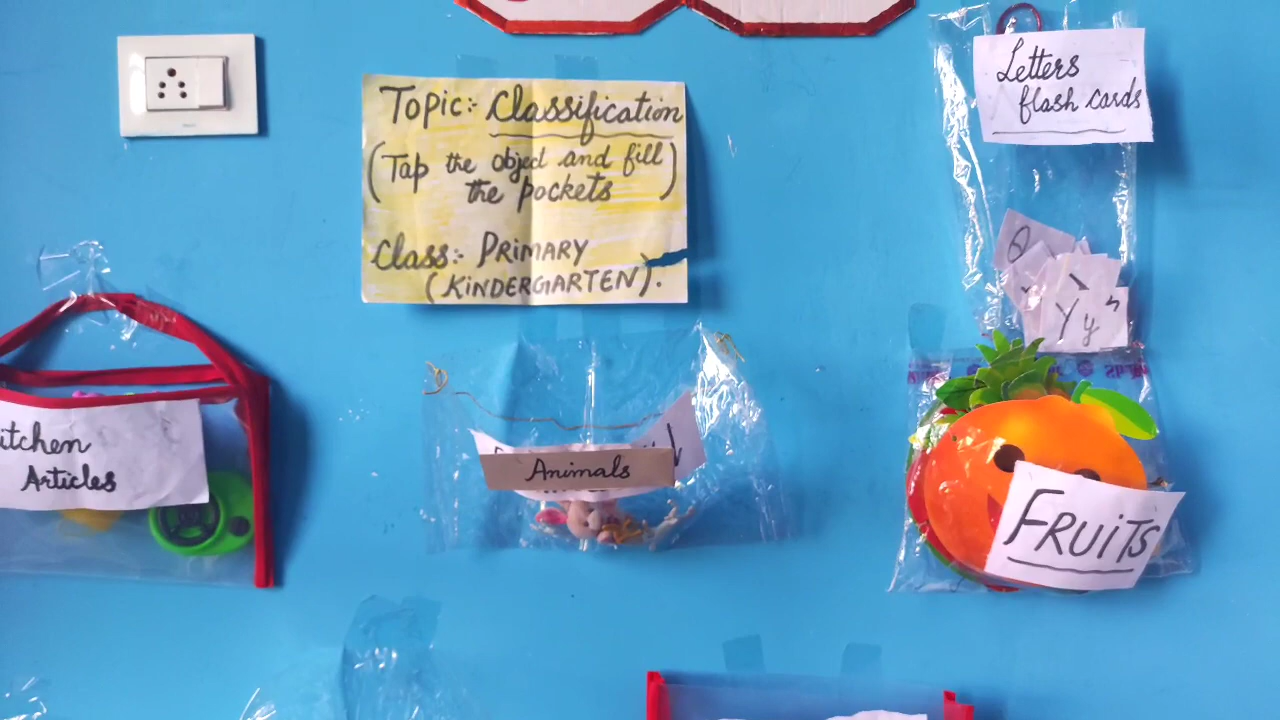 Topic:- Classification
(Tap the object and fill
the pockets)
Class:- PRIMARY
(KINDERGARTEN).
Letters
flash cards
Yy
itchen
Articles
Animals
FRUITS